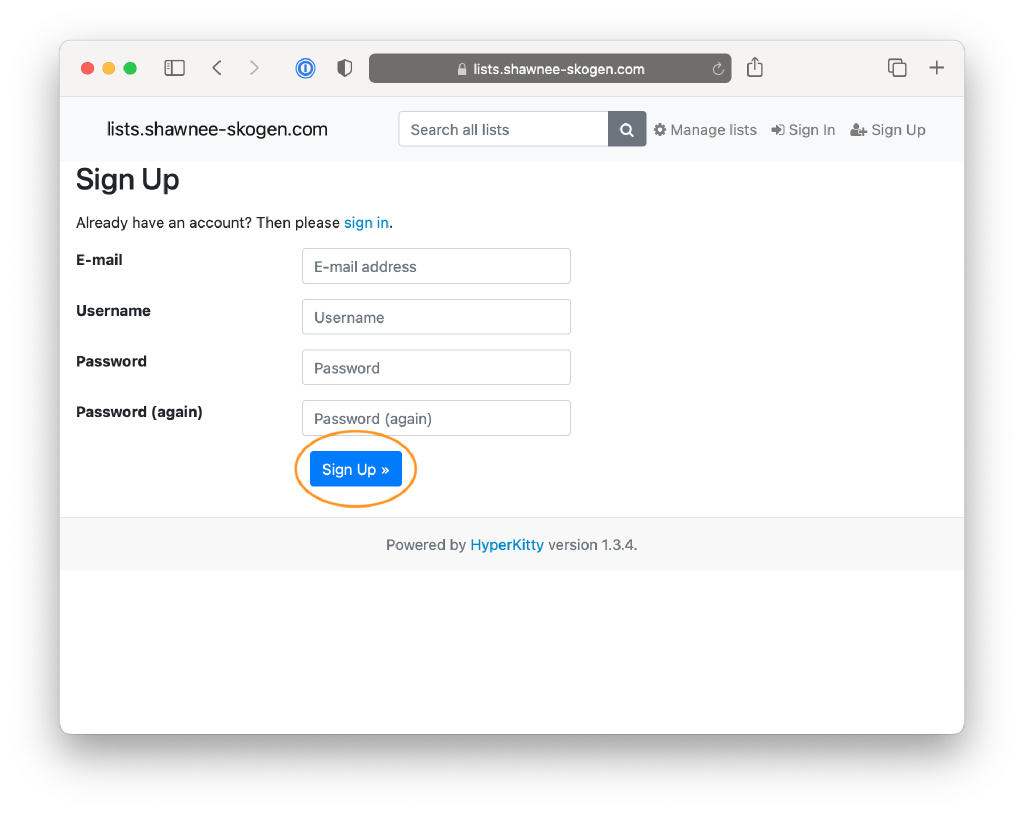 lists.shawnee-skogen.com
lists.shawnee-skogen.com
Search all lists
Manage lists
Sign In
Sign Up
Sign Up
Already have an account? Then please sign in.
E-mail
E-mail address
Username
Username
Password
Password
Password (again)
Password (again)
Sign Up »
Powered by HyperKitty version 1.3.4.